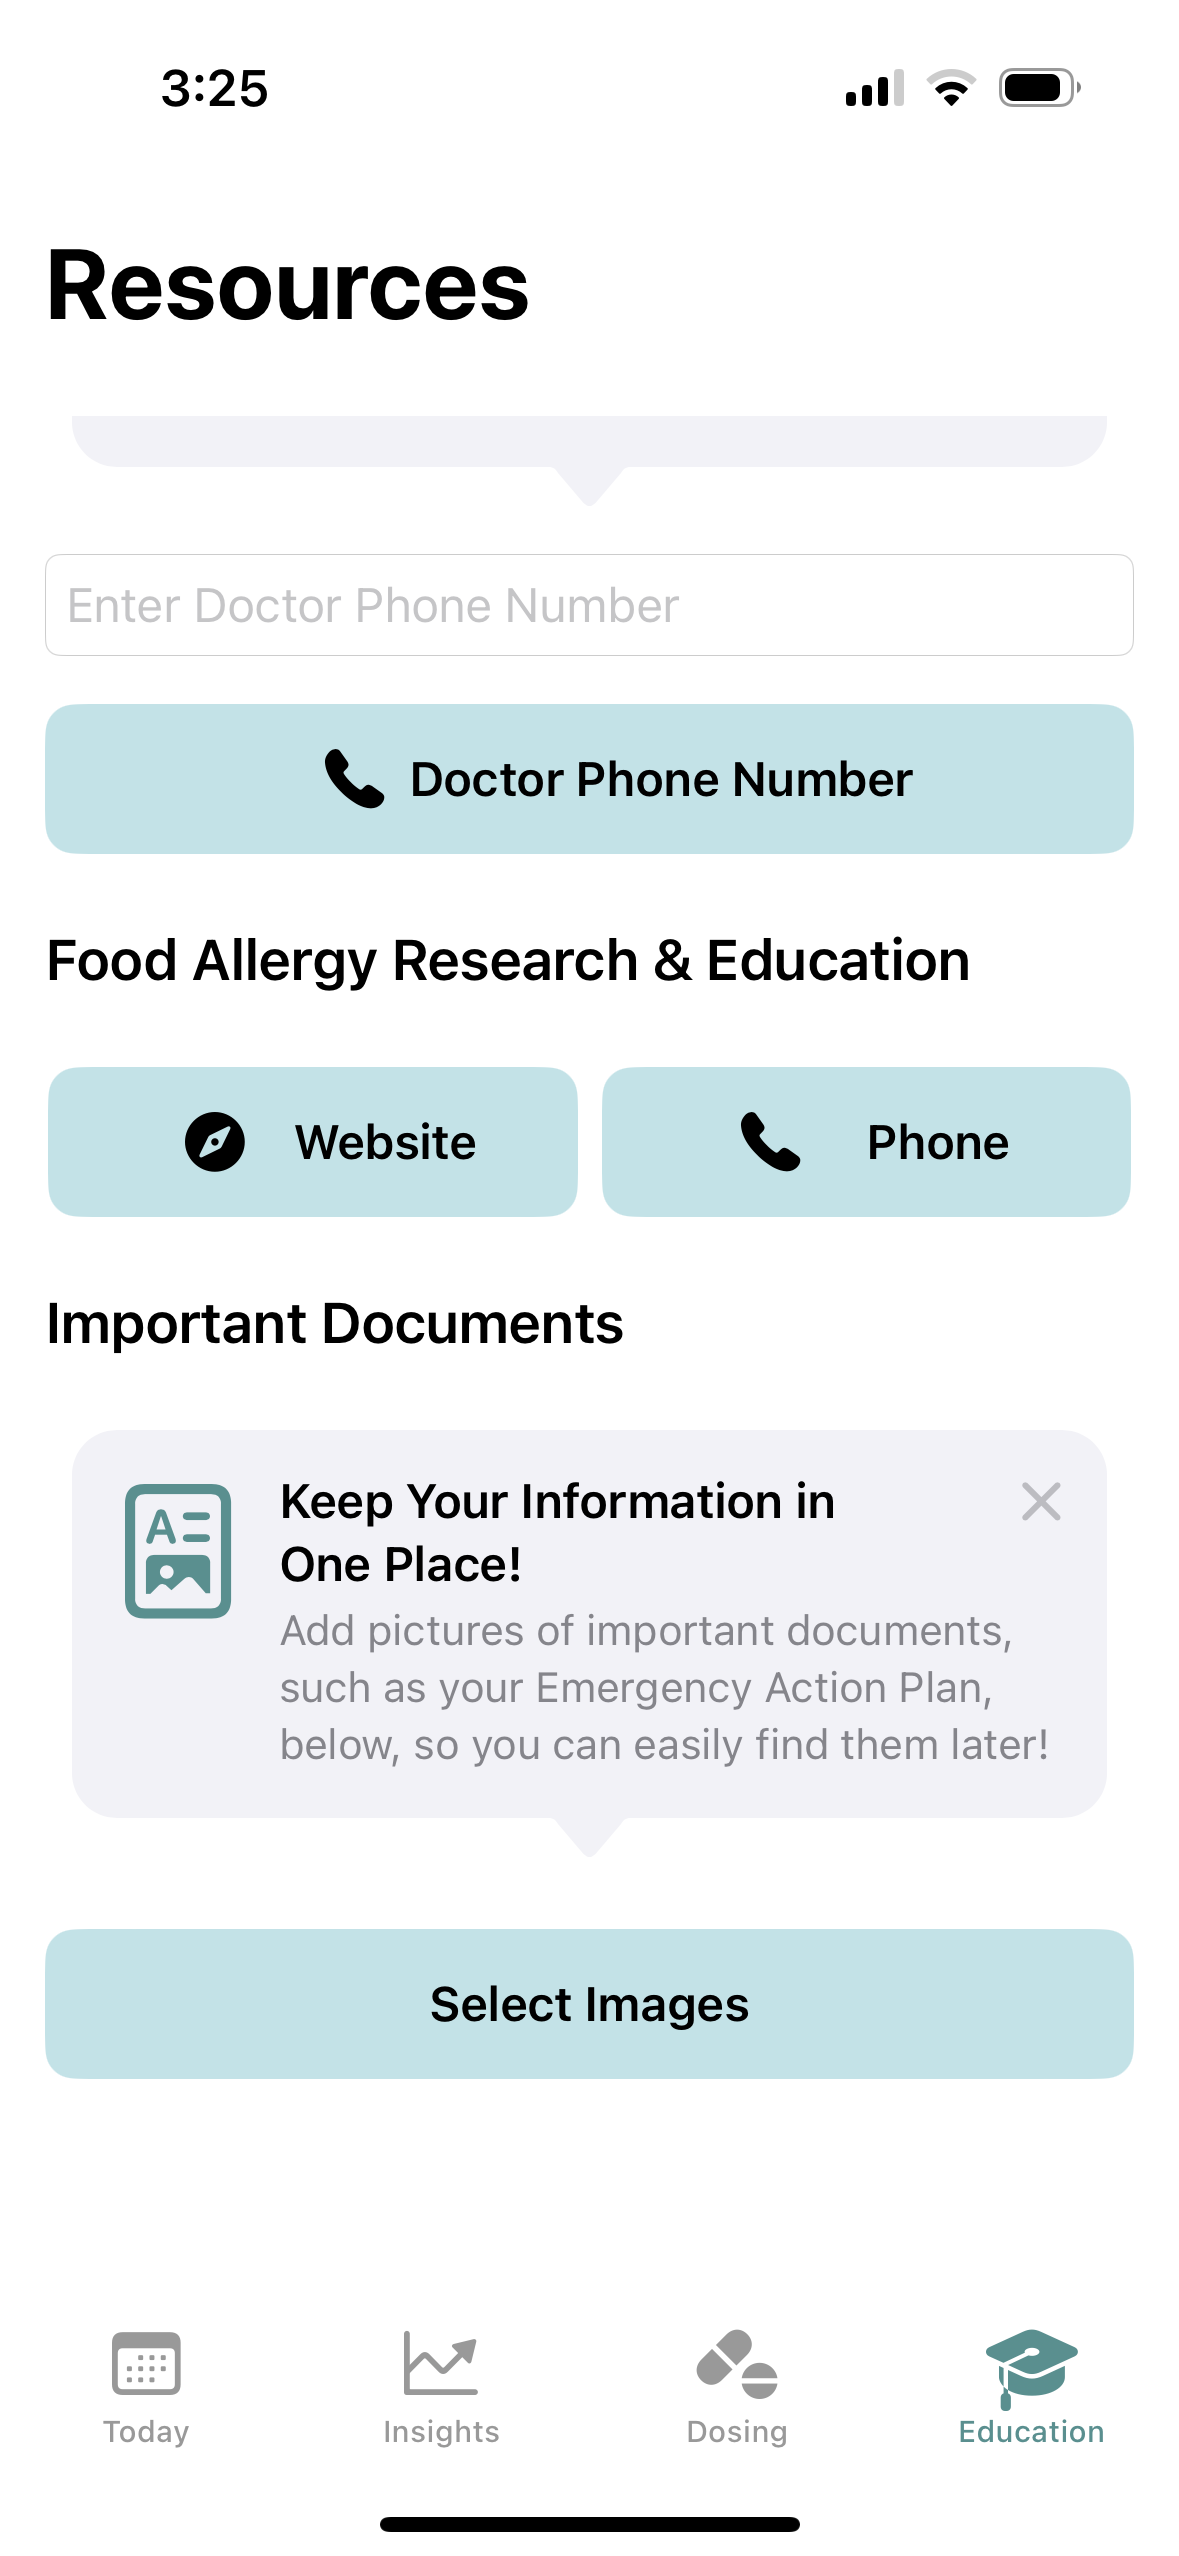 3:25
Resources
Enter Doctor Phone Number
Doctor Phone Number
Food Allergy Research & Education
Website
Phone
Important Documents
Keep Your Information in
One Place!
Add pictures of important documents,
such as your Emergency Action Plan,
below, so you can easily find them later!
Select Images
Today
Insights
Dosing
Education